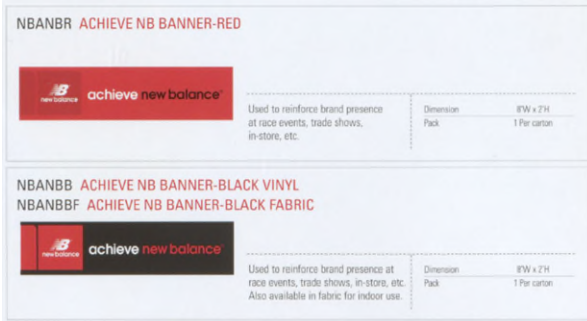 NBANBR ACHIEVE NB BANNER-RED
NB
new balance
achieve new balance
Used to reinforce brand presence
at race events, trade shows,
in-store, etc.
Dimension 8'W x 2'H
Pack 1 Per carton
NBANBB ACHIEVE NB BANNER-BLACK VINYL
NBANBBF ACHIEVE NB BANNER-BLACK FABRIC
NB
new balance
achieve new balance
Used to reinforce brand presence at
race events, trade shows, in-store, etc.
Also available in fabric for indoor use.
Dimension 8'W x 2'H
Pack 1 Per carton